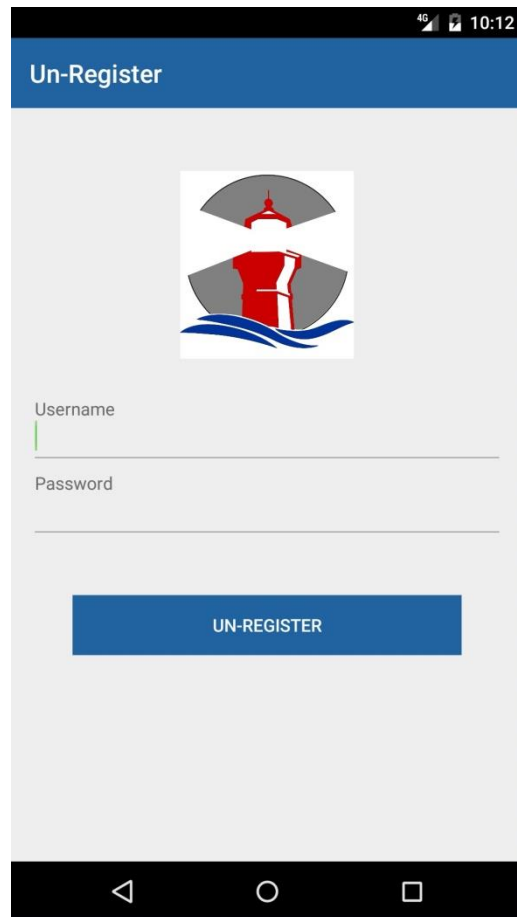 4G 10:12
Un-Register
Username
Password
UN-REGISTER